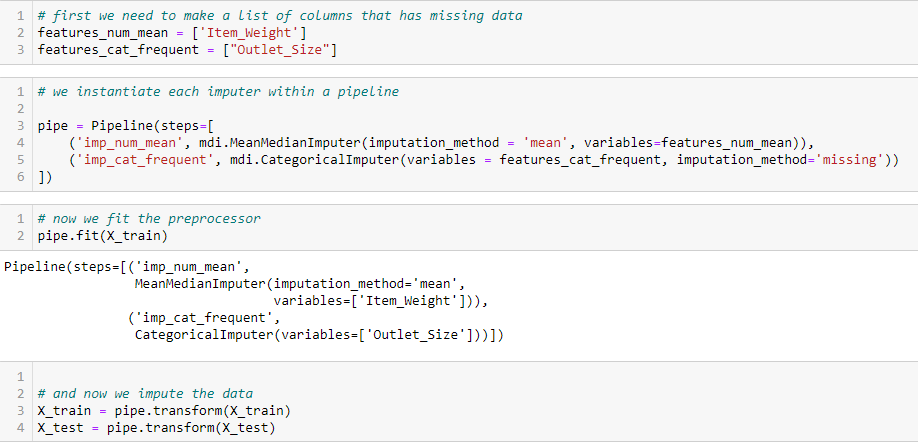 1 # first we need to make a list of columns that has missing data
2 features_num_mean = ['Item_Weight']
3 features_cat_frequent = ["Outlet_Size"]
1 # we instantiate each imputer within a pipeline
2
3 pipe = Pipeline(steps=[
4     ('imp_num_mean', mdi.MeanMedianImputer(imputation_method = 'mean', variables=features_num_mean)),
5     ('imp_cat_frequent', mdi.CategoricalImputer(variables = features_cat_frequent, imputation_method='missing'))
6 ])
1 # now we fit the preprocessor
2 pipe.fit(X_train)
Pipeline(steps=[('imp_num_mean',
                 MeanMedianImputer(imputation_method='mean',
                                   variables=['Item_Weight'])),
                ('imp_cat_frequent',
                 CategoricalImputer(variables=['Outlet_Size']))])
1
2 # and now we impute the data
3 X_train = pipe.transform(X_train)
4 X_test = pipe.transform(X_test)